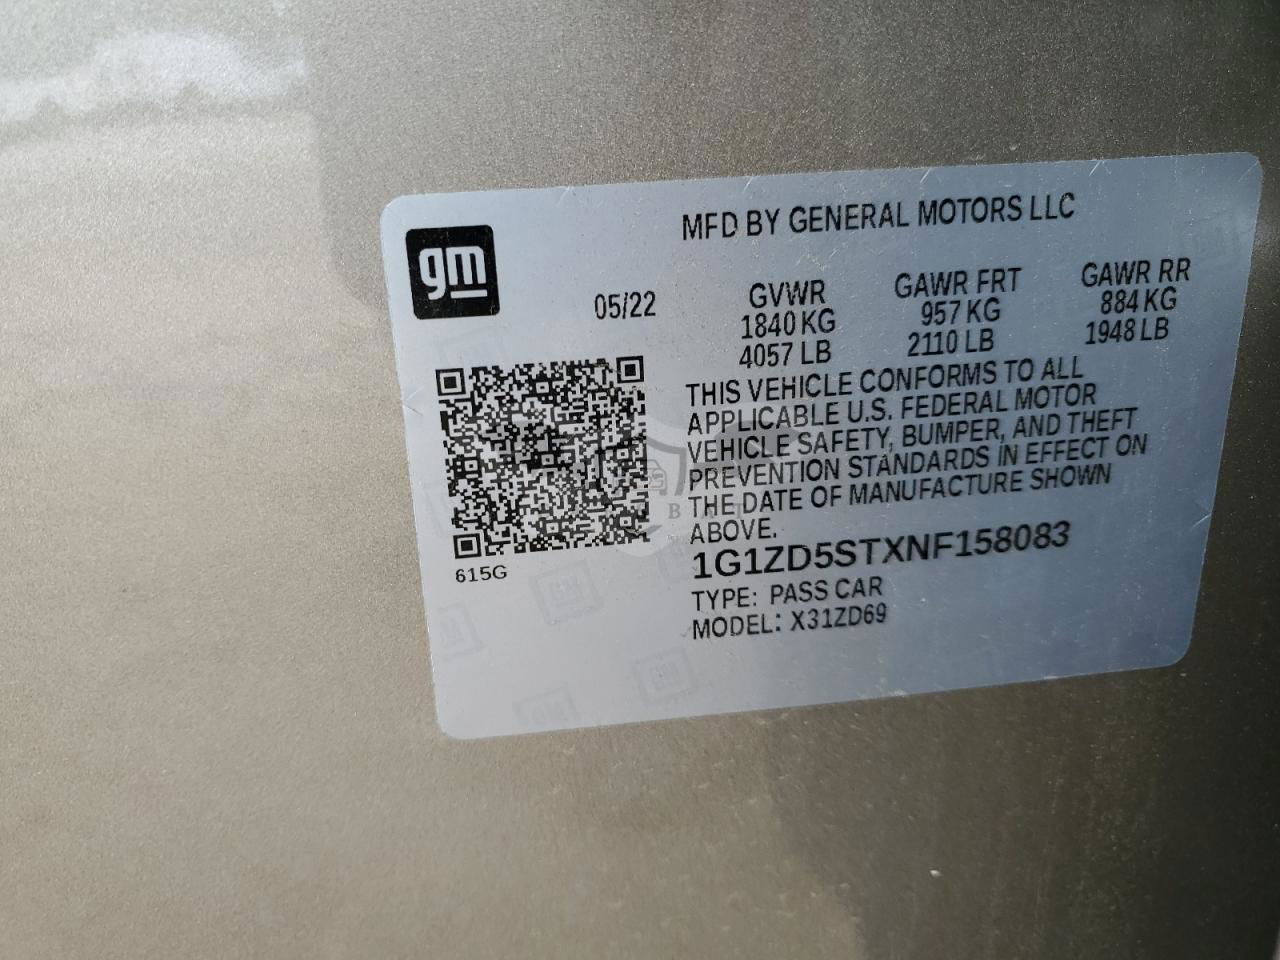 MFD BY GENERAL MOTORS LLC
gm
05/22
GVWR GAWR FRT GAWR RR
1840 KG 957 KG 884 KG
4057 LB 2110 LB 1948 LB
THIS VEHICLE CONFORMS TO ALL
APPLICABLE U.S. FEDERAL MOTOR
VEHICLE SAFETY, BUMPER, AND THEFT
PREVENTION STANDARDS IN EFFECT ON
THE DATE OF MANUFACTURE SHOWN
ABOVE.
1G1ZD5STXNF158083
615G
TYPE: PASS CAR
MODEL: X31ZD69